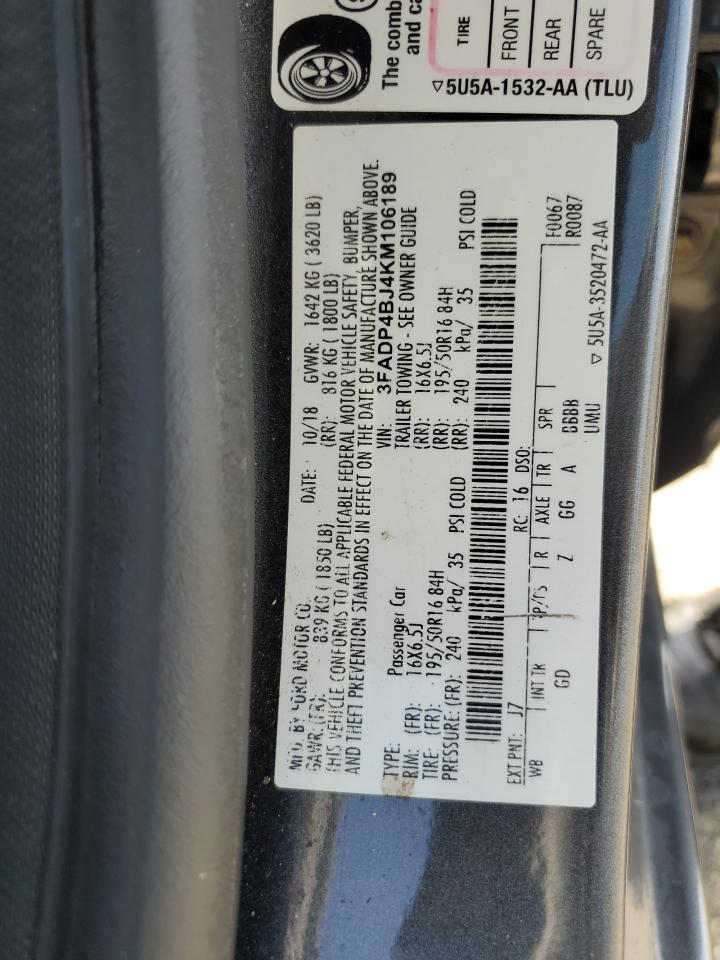 The comb
and ca
TIRE
FRONT
REAR
SPARE
▽5U5A-1532-AA (TLU)
MFD. BY FORD MOTOR CO.
DATE: 10/18 GVWR: 1642 KG ( 3620 LB)
GAWR: (FR): 839 KG ( 1850 LB) (RR): 816 KG ( 1800 LB)
THIS VEHICLE CONFORMS TO ALL APPLICABLE FEDERAL MOTOR VEHICLE SAFETY, BUMPER,
AND THEFT PREVENTION STANDARDS IN EFFECT ON THE DATE OF MANUFACTURE SHOWN ABOVE.
VIN: 3FADP4BJ4KM106189
TYPE: Passenger Car TRAILER TOWING - SEE OWNER GUIDE
RIM: (FR): 16X6.5J (RR): 16X6.5J
TIRE: (FR): 195/50R16 84H (RR): 195/50R16 84H
PRESSURE: (FR): 240 kPa/ 35 PSI COLD (RR): 240 kPa/ 35 PSI COLD
EXT PNT: J7 RC: 16 DSO:
WB INT TR P/PS R AXLE TR SPR F0067
GD Z GG A BBBB R0087
UMU
▽ 5U5A-3520472-AA